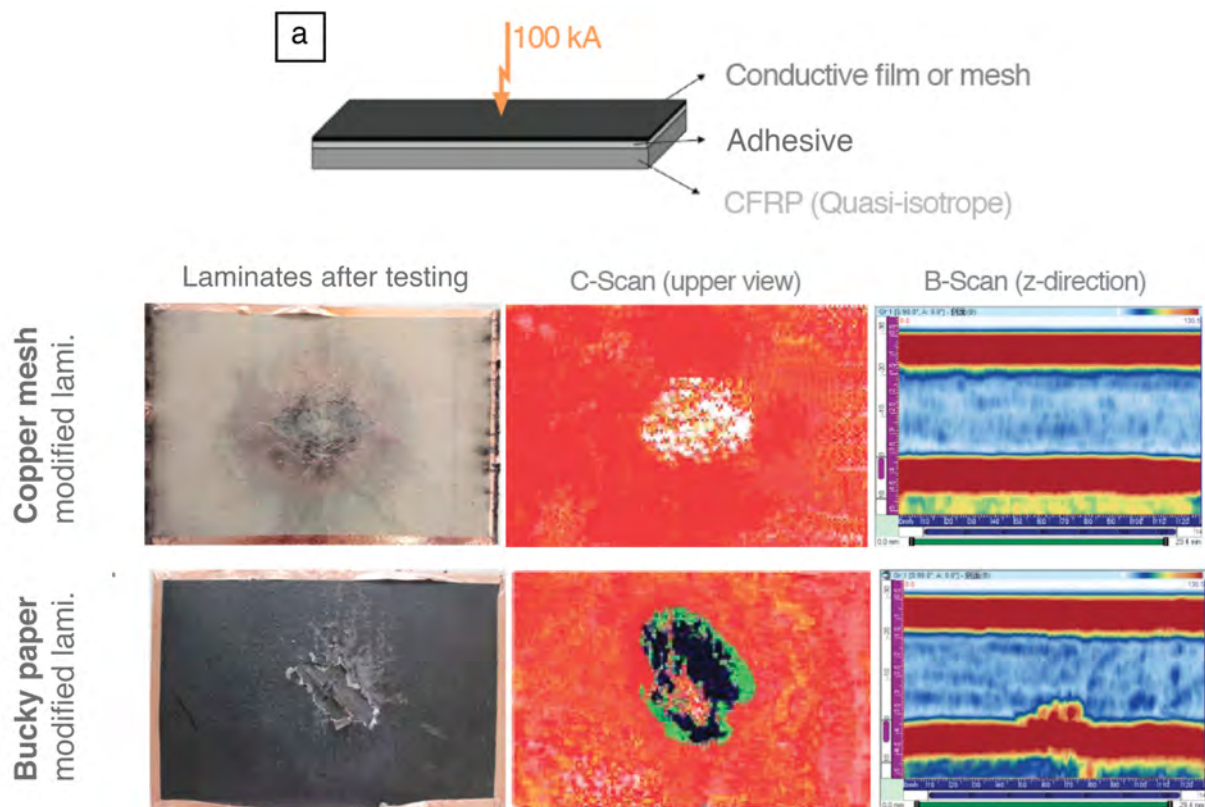 a
100 kA
Conductive film or mesh
Adhesive
CFRP (Quasi-isotrope)
Laminates after testing
C-Scan (upper view)
B-Scan (z-direction)
Copper mesh
modified lami.
Bucky paper
modified lami.